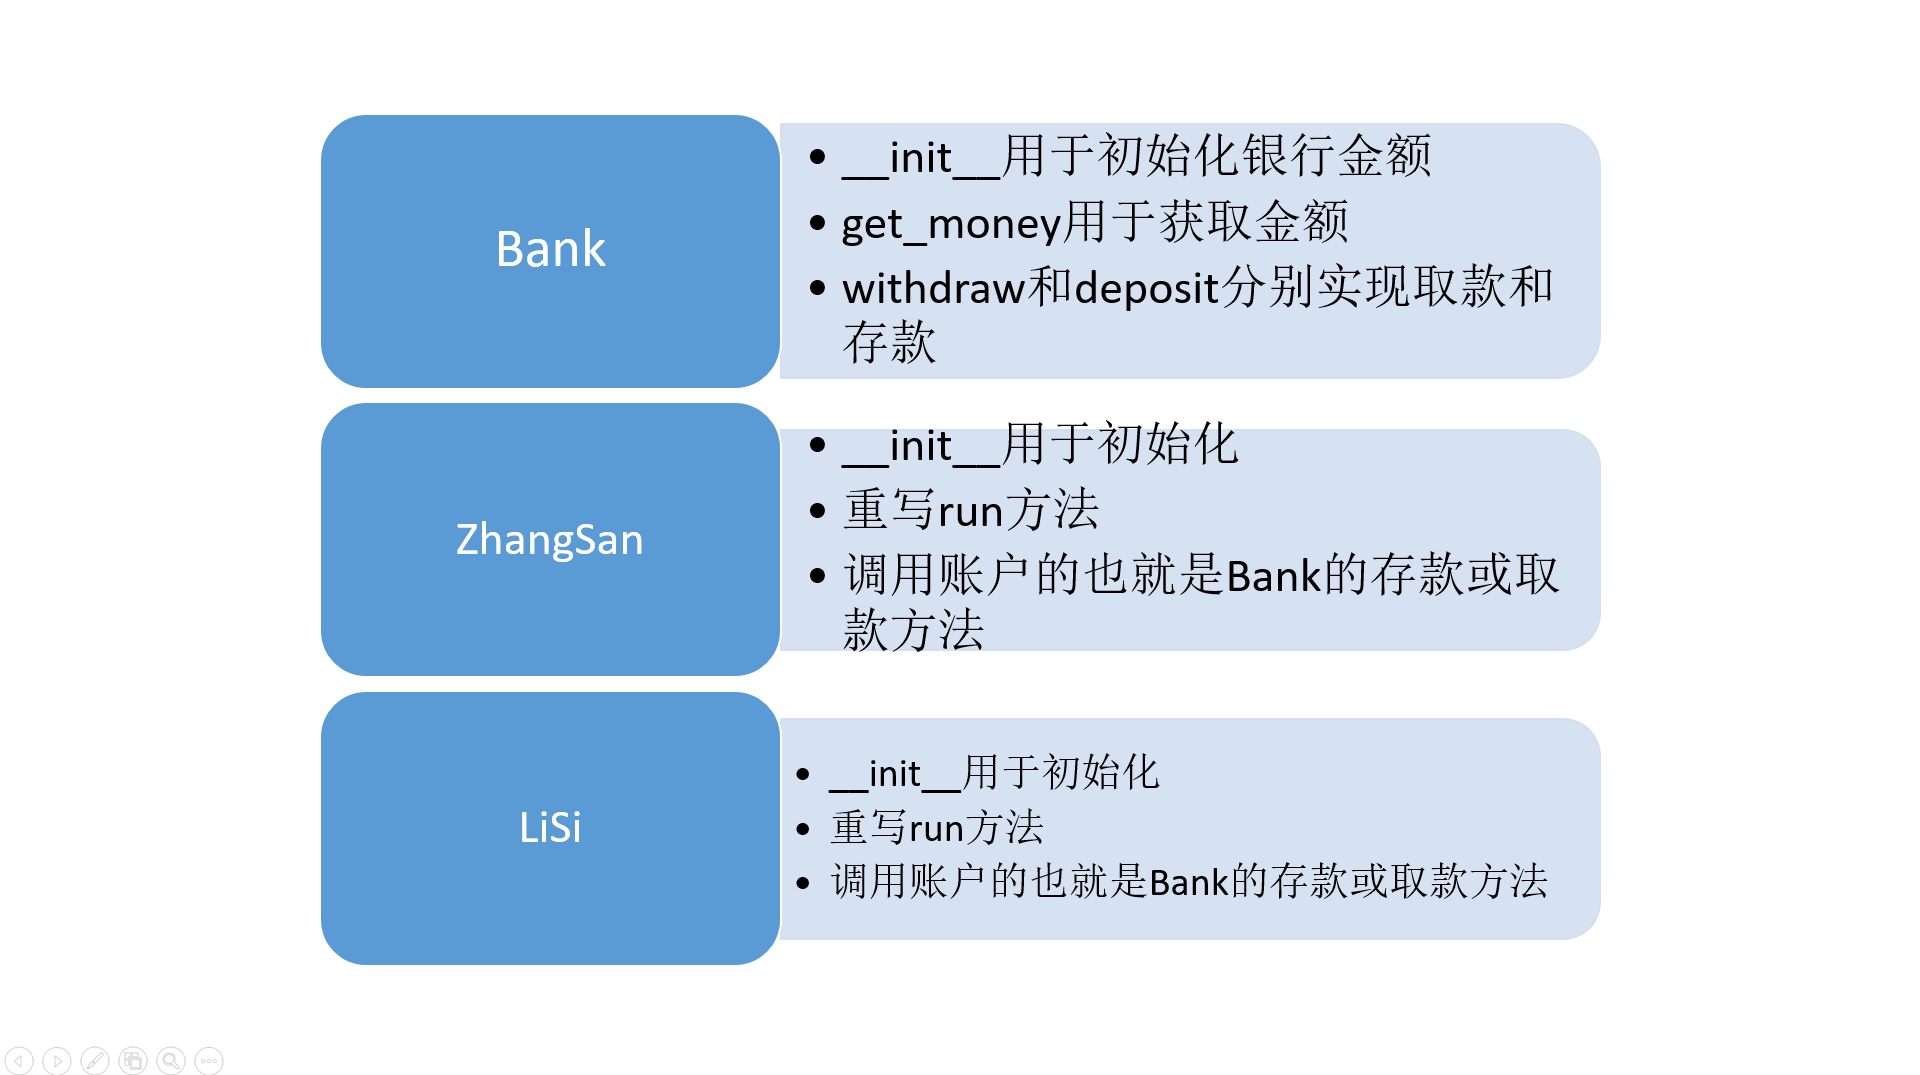 Bank
• __init__用于初始化银行金额
• get_money用于获取金额
• withdraw和deposit分别实现取款和
存款
ZhangSan
• __init__用于初始化
• 重写run方法
• 调用账户的也就是Bank的存款或取
款方法
LiSi
• __init__用于初始化
• 重写run方法
• 调用账户的也就是Bank的存款或取款方法